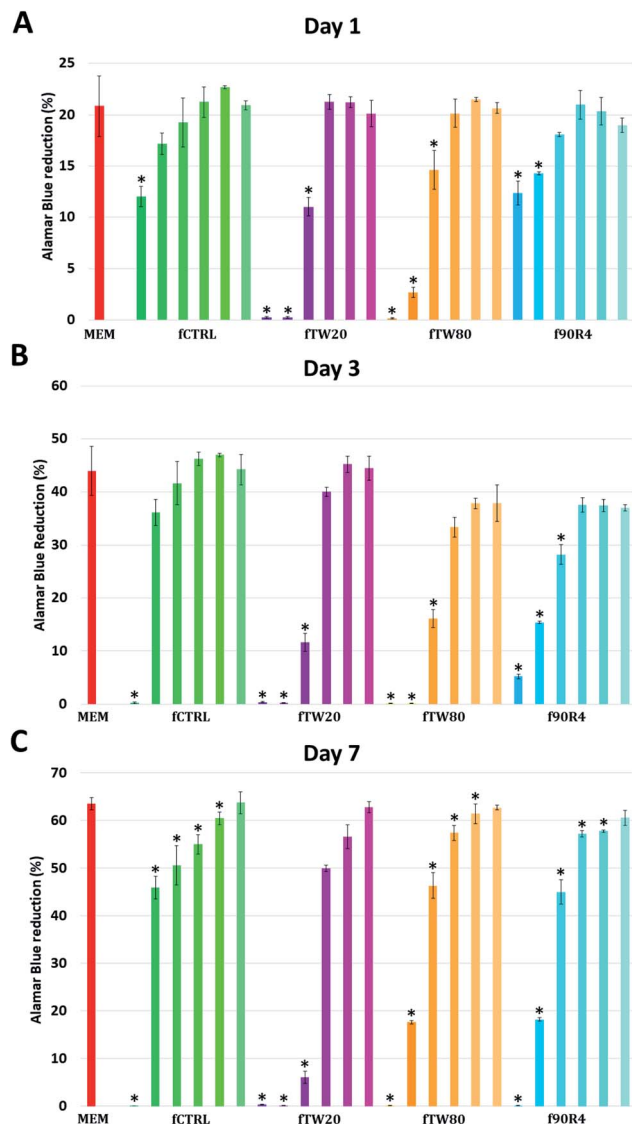 A
Day 1
Alamar Blue reduction (%)
25
20
15
10
5
0
* * * * * * * * *
MEM fCTRL fTW20 fTW80 f90R4
B
Day 3
Alamar Blue Reduction (%)
60
50
40
30
20
10
0
* * * * * * * * * *
MEM fCTRL fTW20 fTW80 f90R4
C
Day 7
Alamar Blue reduction (%)
70
60
50
40
30
20
10
0
* * * * * * * * * * * * * * * * * *
MEM fCTRL fTW20 fTW80 f90R4